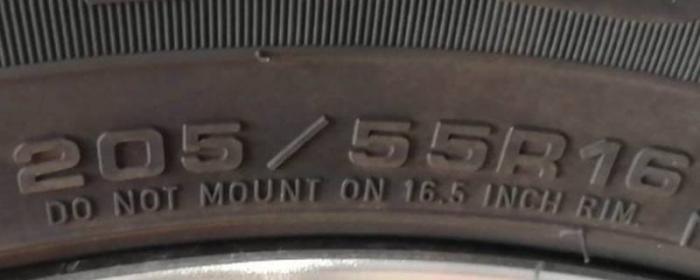 205/55R16
DO NOT MOUNT ON 16.5 INCH RIM.